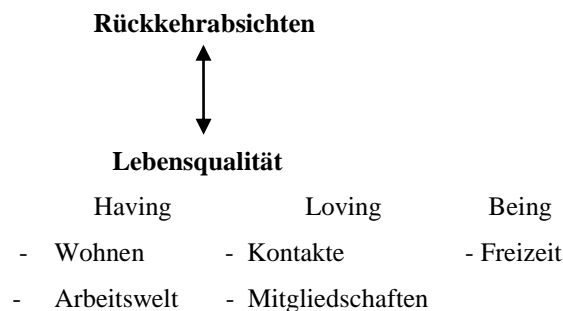 Rückkehrabsichten
Lebensqualität
Having Loving Being
- Wohnen - Kontakte - Freizeit
- Arbeitswelt - Mitgliedschaften